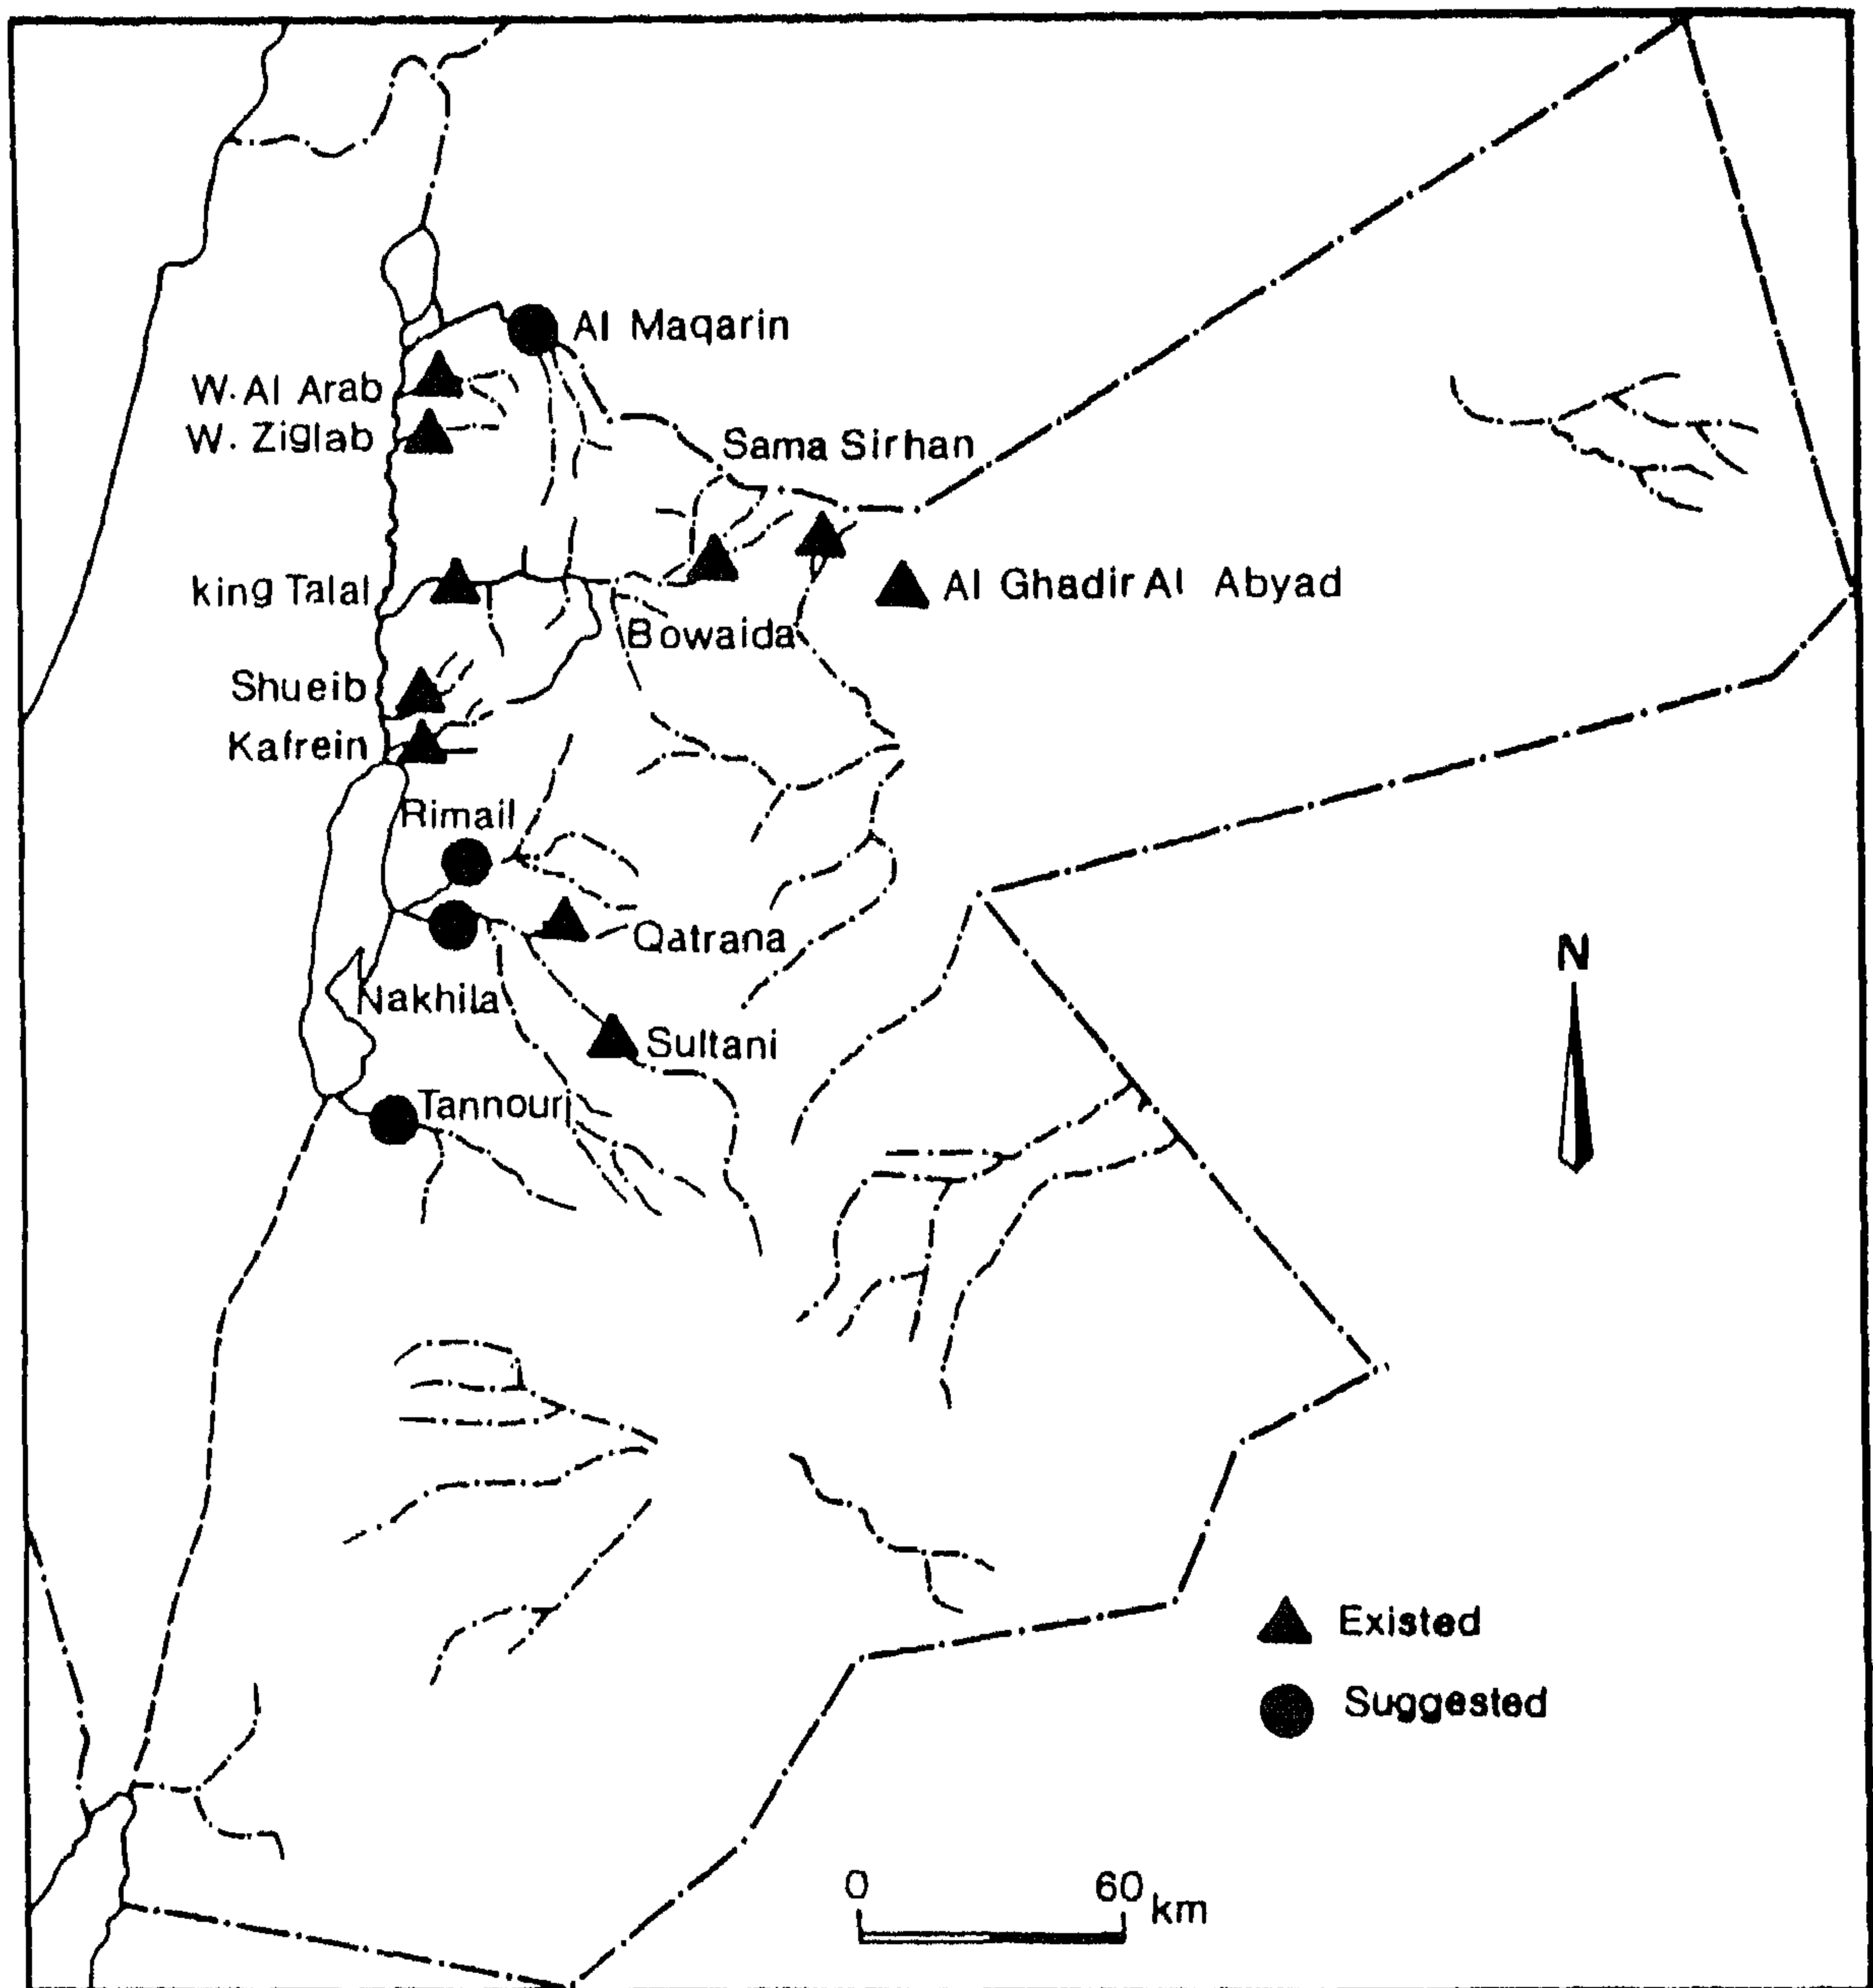 Al Maqarin
W. Al Arab
W. Ziglab
Sama Sirhan
king Talal
Al Ghadir Al Abyad
Bowaida
Shueib
Kafrein
Rimail
Qatrana
N
Nakhila
Sultani
Tannour
Existed
Suggested
0 60 km